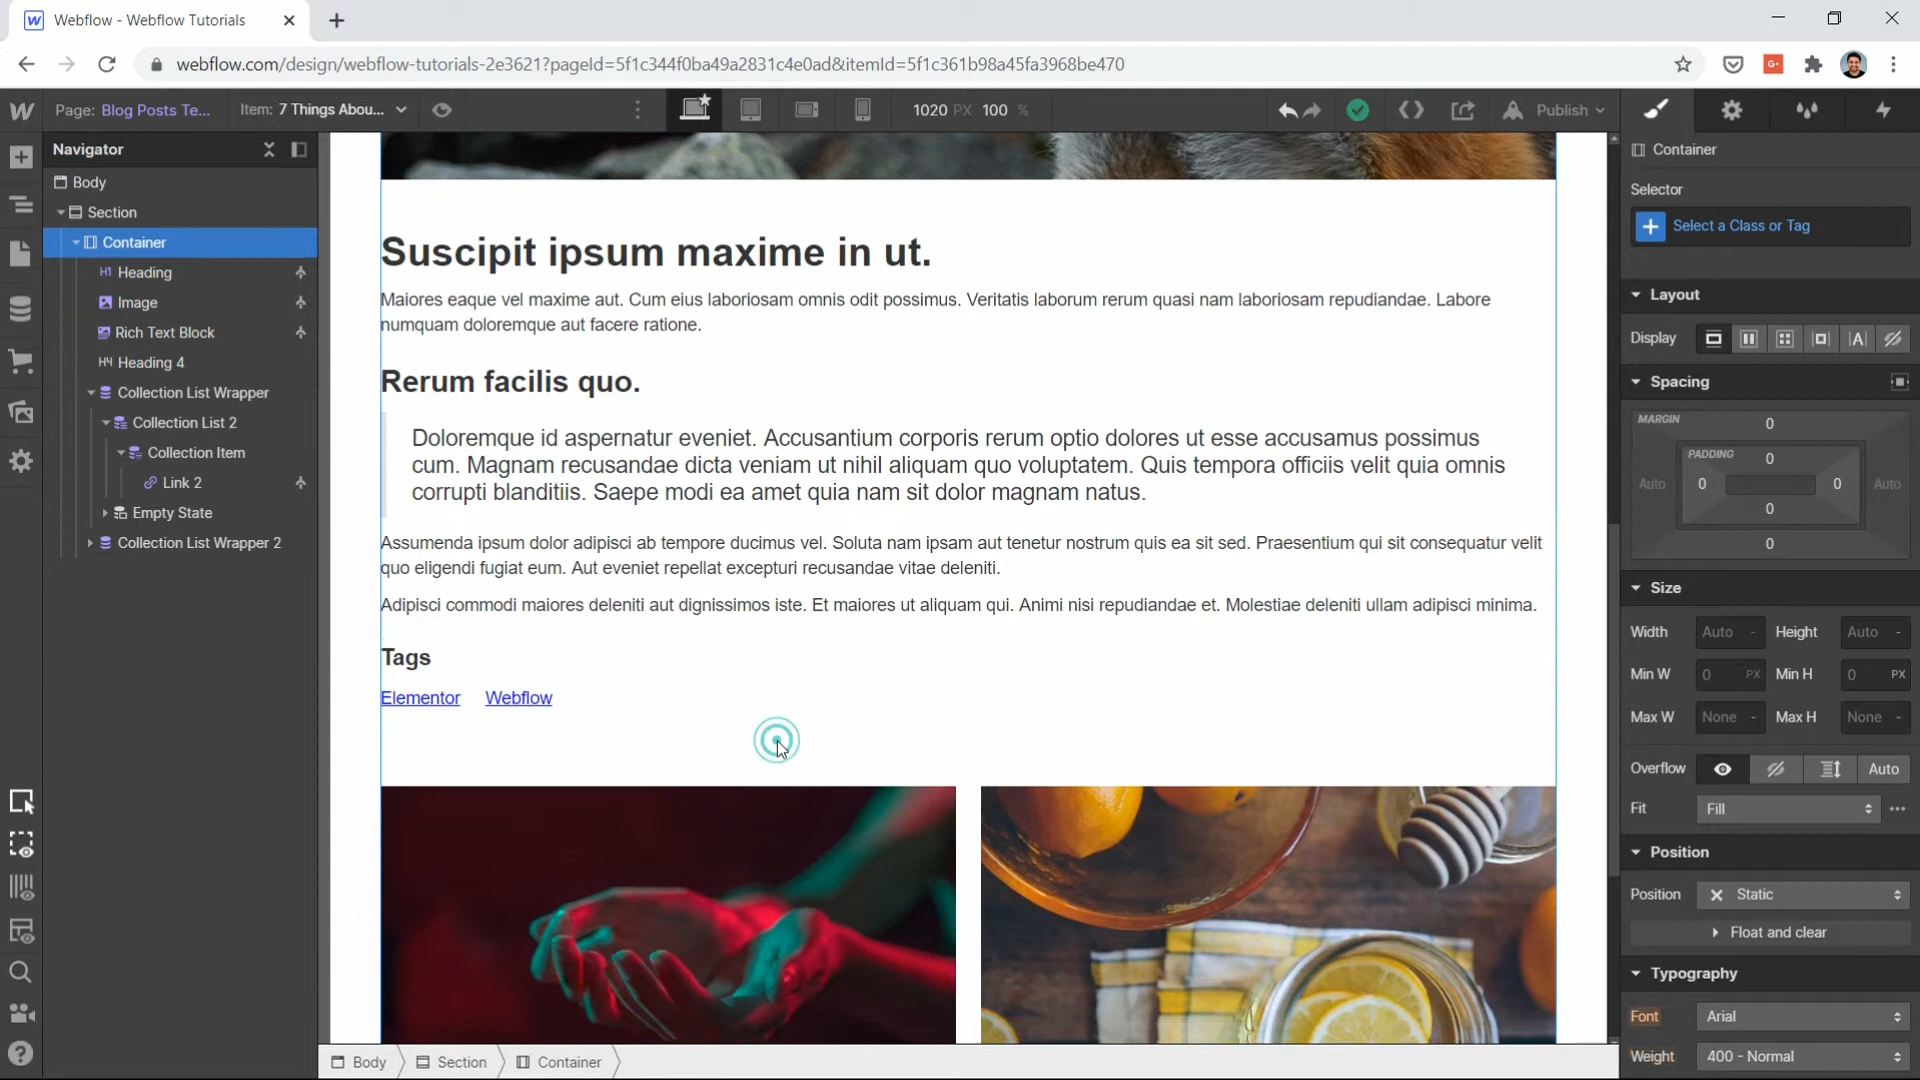 Webflow - Webflow Tutorials
webflow.com/design/webflow-tutorials-2e3621?pageId=5f1c344f0ba49a2831c4e0ad&itemId=5f1c361b98a45fa3968be470
Page: Blog Posts Te...
Item: 7 Things Abou...
1020 PX 100 %
Publish
Navigator
Body
Section
Container
H1 Heading
Image
Rich Text Block
H4 Heading 4
Collection List Wrapper
Collection List 2
Collection Item
Link 2
Empty State
Collection List Wrapper 2
Suscipit ipsum maxime in ut.
Maiores eaque vel maxime aut. Cum eius laboriosam omnis odit possimus. Veritatis laborum rerum quasi nam laboriosam repudiandae. Labore
numquam doloremque aut facere ratione.
Rerum facilis quo.
Doloremque id aspernatur eveniet. Accusantium corporis rerum optio dolores ut esse accusamus possimus
cum. Magnam recusandae dicta veniam ut nihil aliquam quo voluptatem. Quis tempora officiis velit quia omnis
corrupti blanditiis. Saepe modi ea amet quia nam sit dolor magnam natus.
Assumenda ipsum dolor adipisci ab tempore ducimus vel. Soluta nam ipsam aut tenetur nostrum quis ea sit sed. Praesentium qui sit consequatur velit
quo eligendi fugiat eum. Aut eveniet repellat excepturi recusandae vitae deleniti.
Adipisci commodi maiores deleniti aut dignissimos iste. Et maiores ut aliquam qui. Animi nisi repudiandae et. Molestiae deleniti ullam adipisci minima.
Tags
Elementor Webflow
Body Section Container
Container
Selector
Select a Class or Tag
Layout
Display
Spacing
MARGIN
0
PADDING
0
Auto 0 0 Auto
0
0
Size
Width Auto - Height Auto -
Min W 0 PX Min H 0 PX
Max W None - Max H None -
Overflow Auto
Fit Fill
Position
Position Static
Float and clear
Typography
Font Arial
Weight 400 - Normal